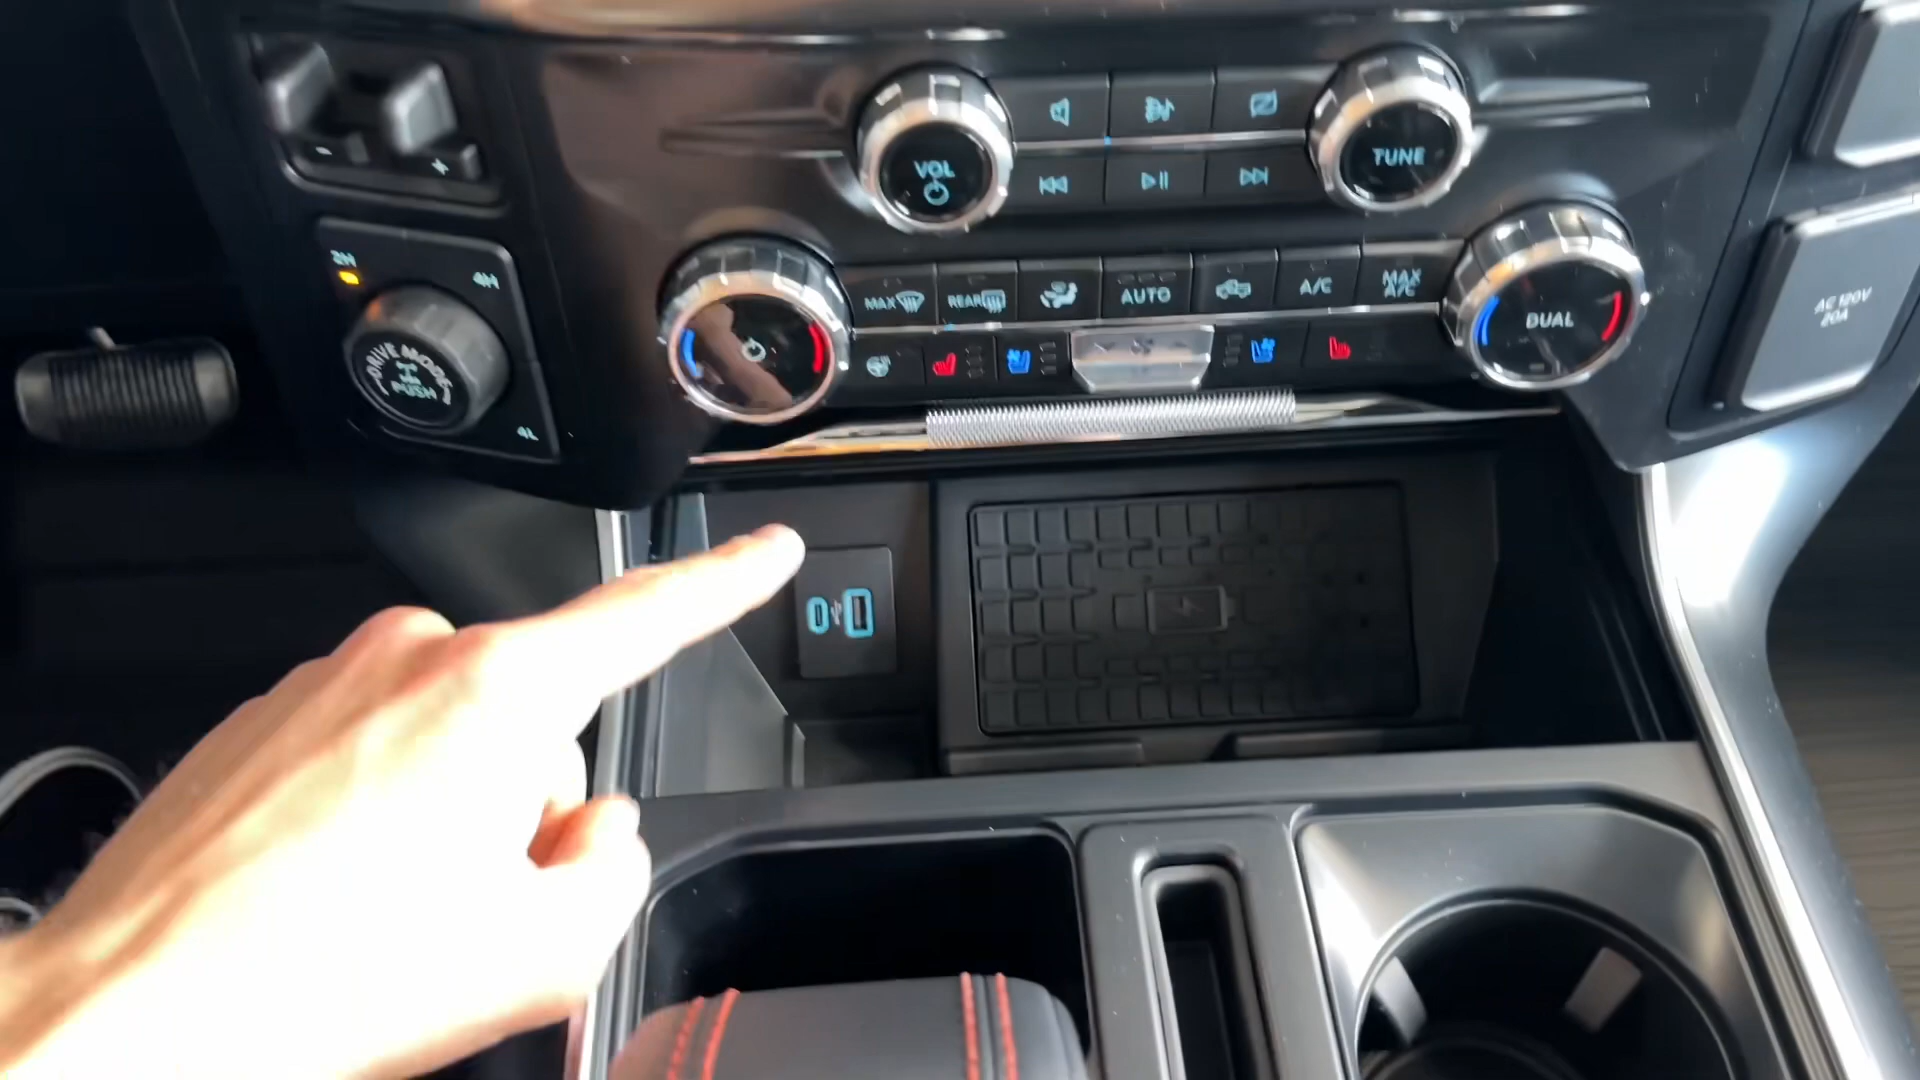 - +
VOL
TUNE
2H
4H
4L
DRIVE MODE
PUSH
MAX
REAR
AUTO
A/C
MAX
A/C
DUAL
AC 120V
20A